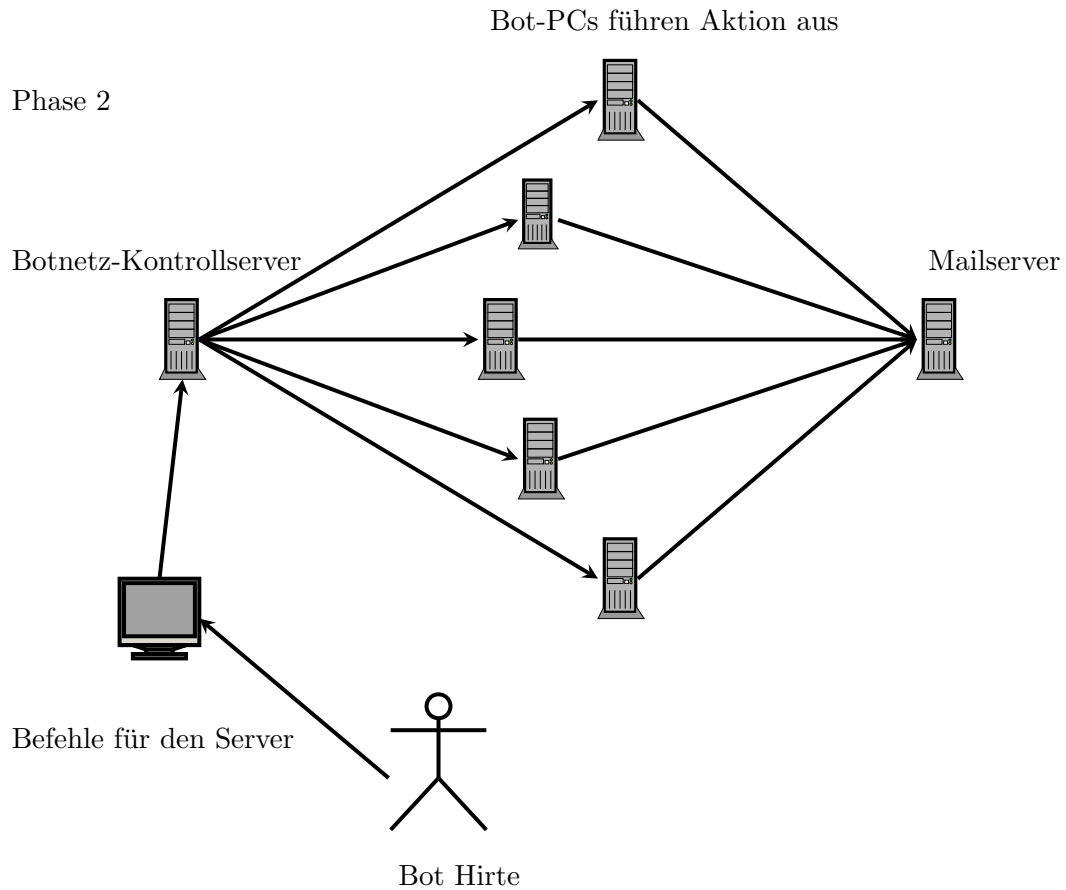 Bot-PCs führen Aktion aus
Phase 2
Botnetz-Kontrollserver
Mailserver
Befehle für den Server
Bot Hirte